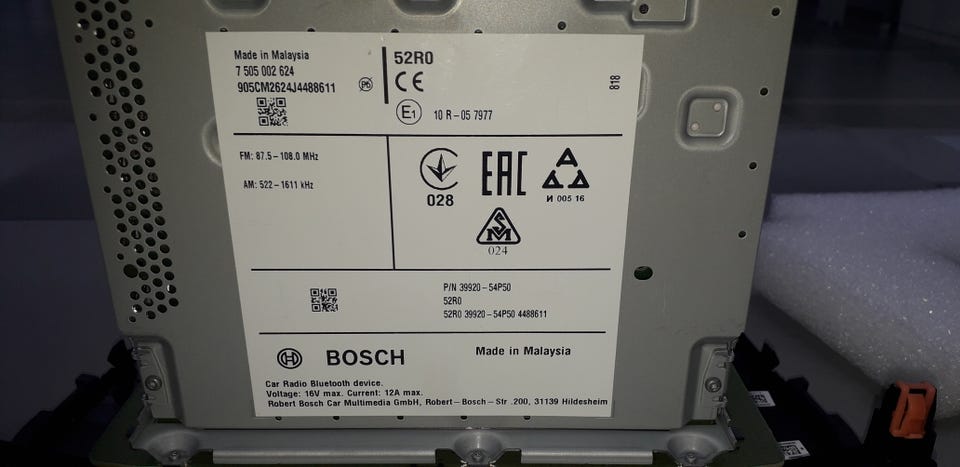 Made in Malaysia
7 505 002 624
905CM2624J4488611
Pb
52R0
CE
E1 10 R-05 7977
818
FM: 87.5-108.0 MHz
AM: 522-1611 kHz
028
EAC
И 005 16
SM
024
P/N 39920-54P50
52R0
52R0 39920-54P50 4488611
BOSCH
Made in Malaysia
Car Radio Bluetooth device.
Voltage: 16V max. Current: 12A max.
Robert Bosch Car Multimedia GmbH, Robert-Bosch-Str .200, 31139 Hildesheim